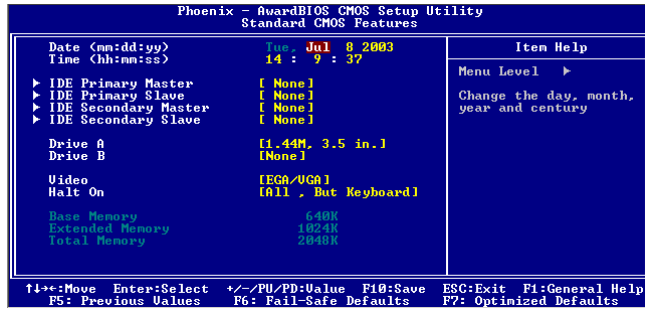 Phoenix - AwardBIOS CMOS Setup Utility
Standard CMOS Features
Date (mm:dd:yy) Tue, Jul 8 2003
Time (hh:mm:ss) 14 : 9 : 37
IDE Primary Master [ None]
IDE Primary Slave [ None]
IDE Secondary Master [ None]
IDE Secondary Slave [ None]
Drive A [1.44M, 3.5 in.]
Drive B [None]
Video [EGA/VGA]
Halt On [All , But Keyboard]
Base Memory 640K
Extended Memory 1024K
Total Memory 2048K
Item Help
Menu Level
Change the day, month,
year and century
↑↓→←:Move Enter:Select +/-/PU/PD:Value F10:Save ESC:Exit F1:General Help
F5: Previous Values F6: Fail-Safe Defaults F7: Optimized Defaults